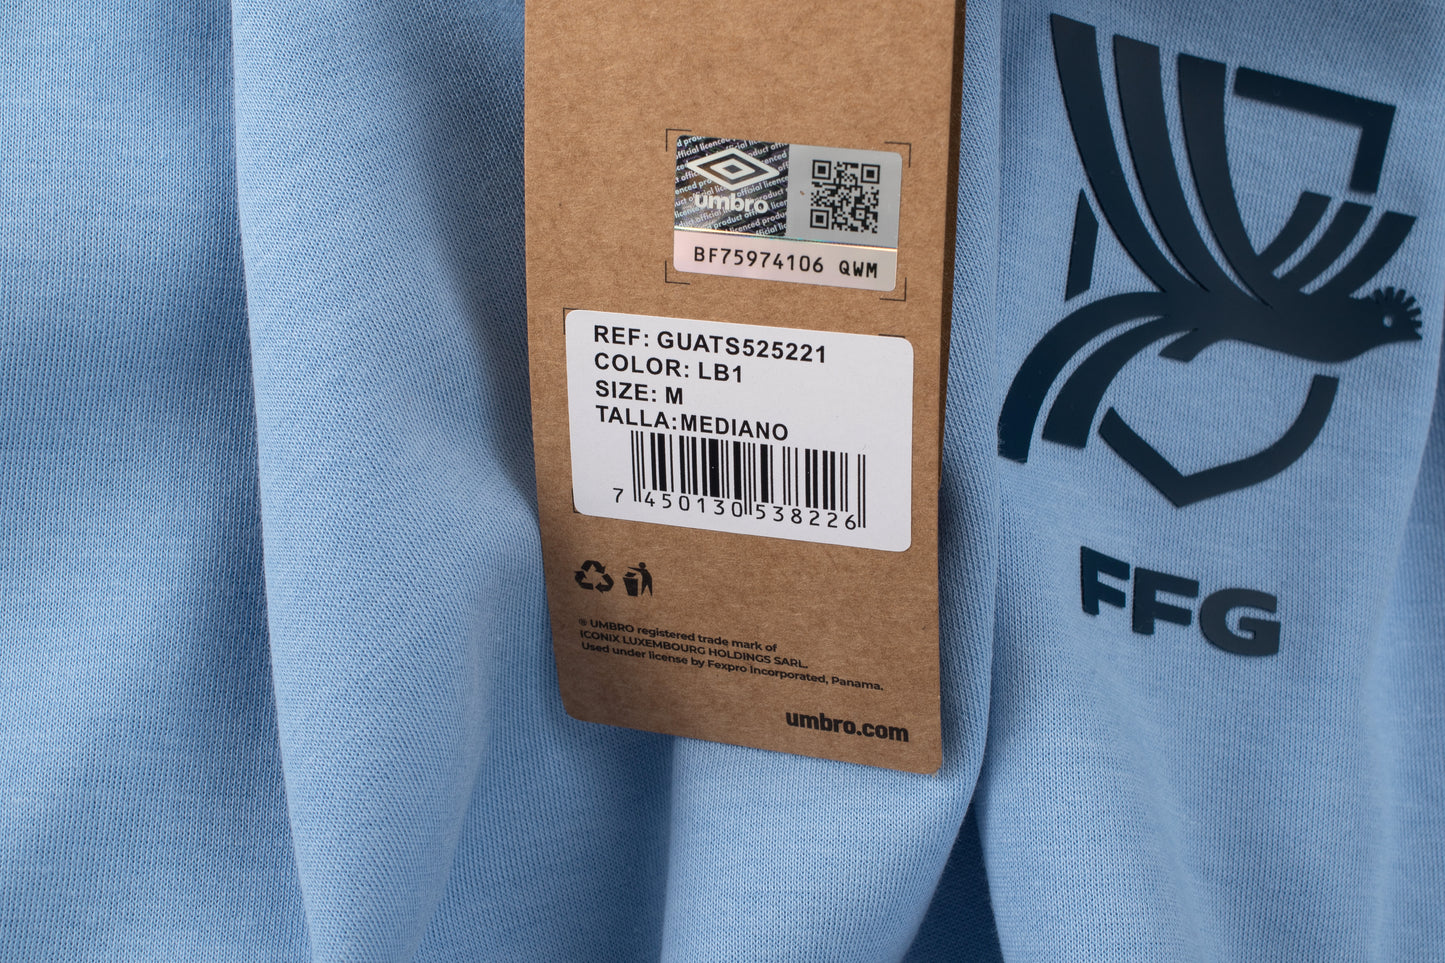 umbro
BF75974106 QWM
REF: GUATS525221
COLOR: LB1
SIZE: M
TALLA:MEDIANO
7 450130 538226
® UMBRO registered trade mark of
ICONIX LUXEMBOURG HOLDINGS SARL.
Used under license by Fexpro Incorporated, Panama.
umbro.com
FFG